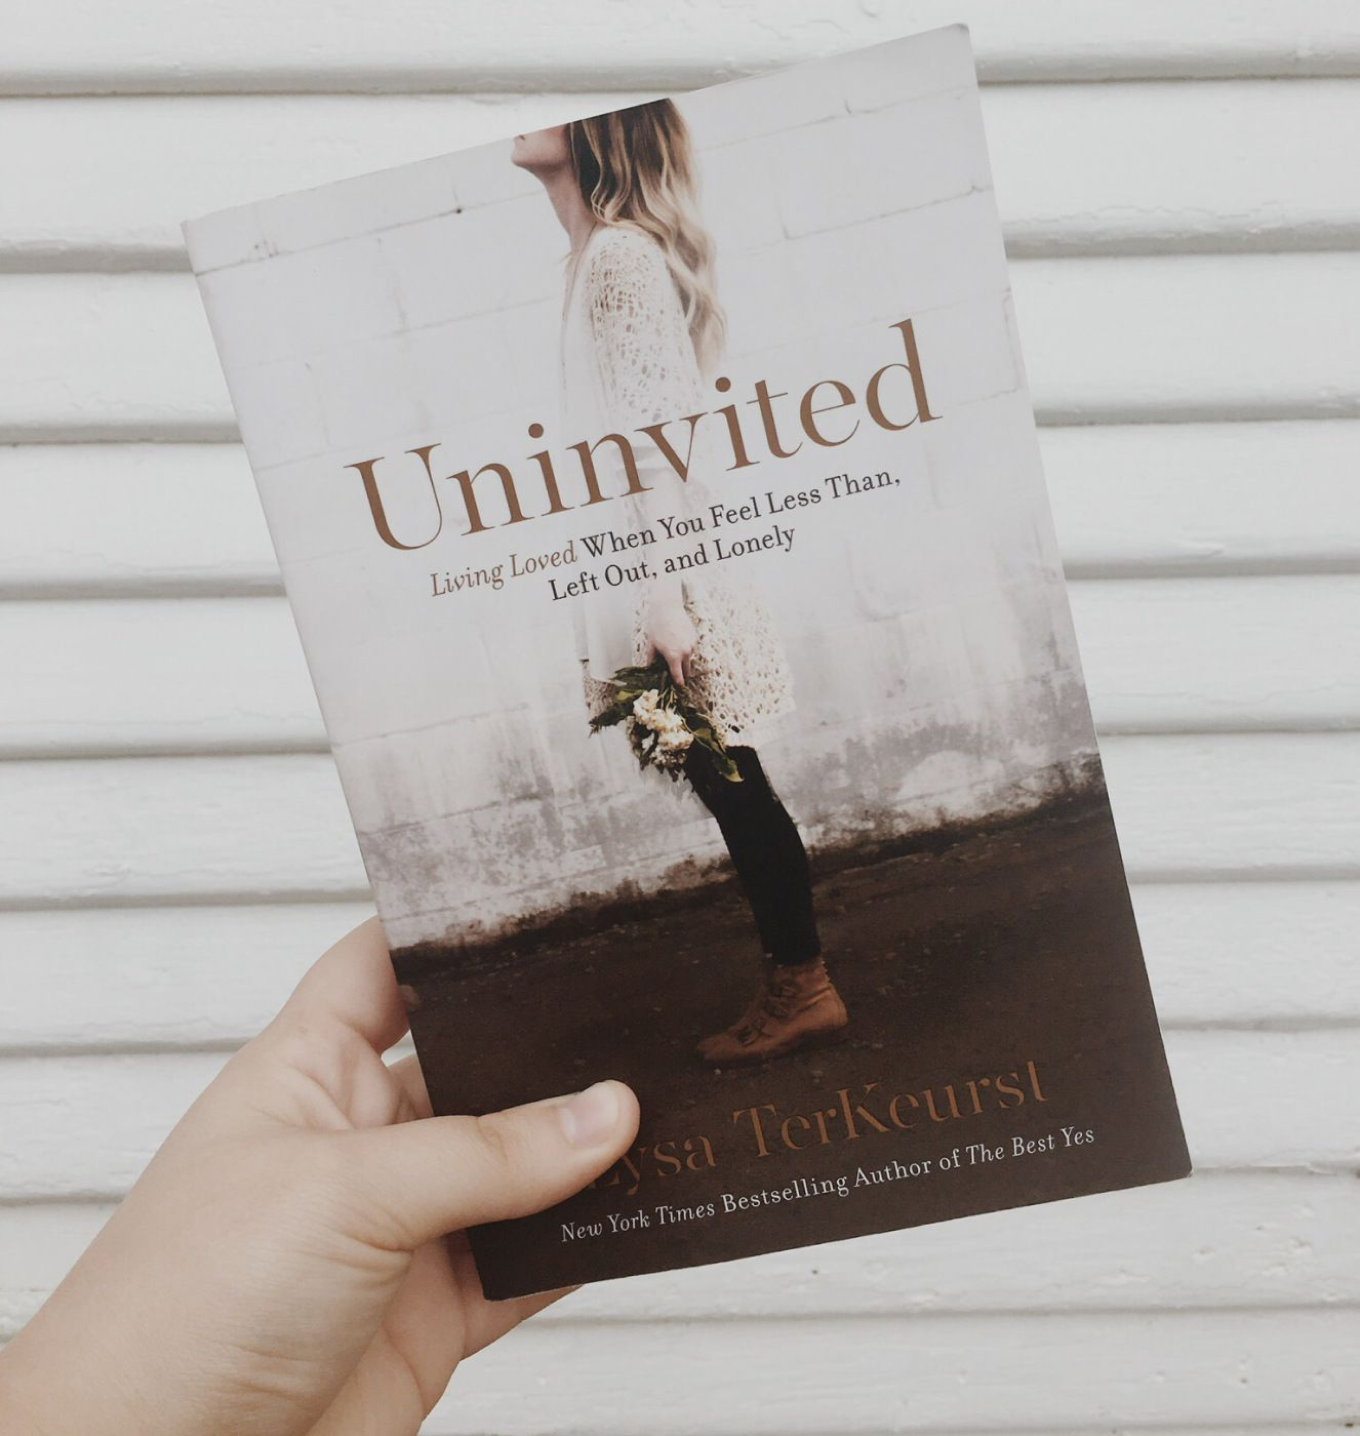 Uninvited
Living Loved When You Feel Less Than,
Left Out, and Lonely
Lysa TerKeurst
New York Times Bestselling Author of The Best Yes